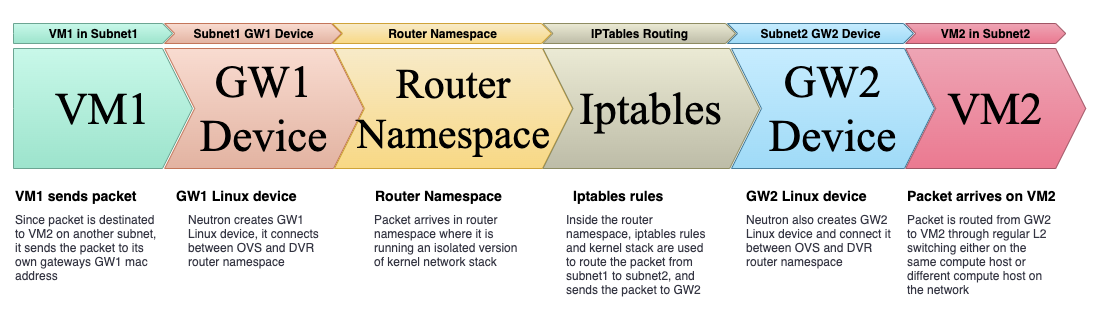 VM1 in Subnet1
Subnet1 GW1 Device
Router Namespace
IPTables Routing
Subnet2 GW2 Device
VM2 in Subnet2
VM1
GW1
Device
Router
Namespace
Iptables
GW2
Device
VM2
VM1 sends packet
Since packet is destinated
to VM2 on another subnet,
it sends the packet to its
own gateways GW1 mac
address
GW1 Linux device
Neutron creates GW1
Linux device, it connects
between OVS and DVR
router namespace
Router Namespace
Packet arrives in router
namespace where it is
running an isolated version
of kernel network stack
Iptables rules
Inside the router
namespace, iptables rules
and kernel stack are used
to route the packet from
subnet1 to subnet2, and
sends the packet to GW2
GW2 Linux device
Neutron also creates GW2
Linux device and connect it
between OVS and DVR
router namespace
Packet arrives on VM2
Packet is routed from GW2
to VM2 through regular L2
switching either on the
same compute host or
different compute host on
the network